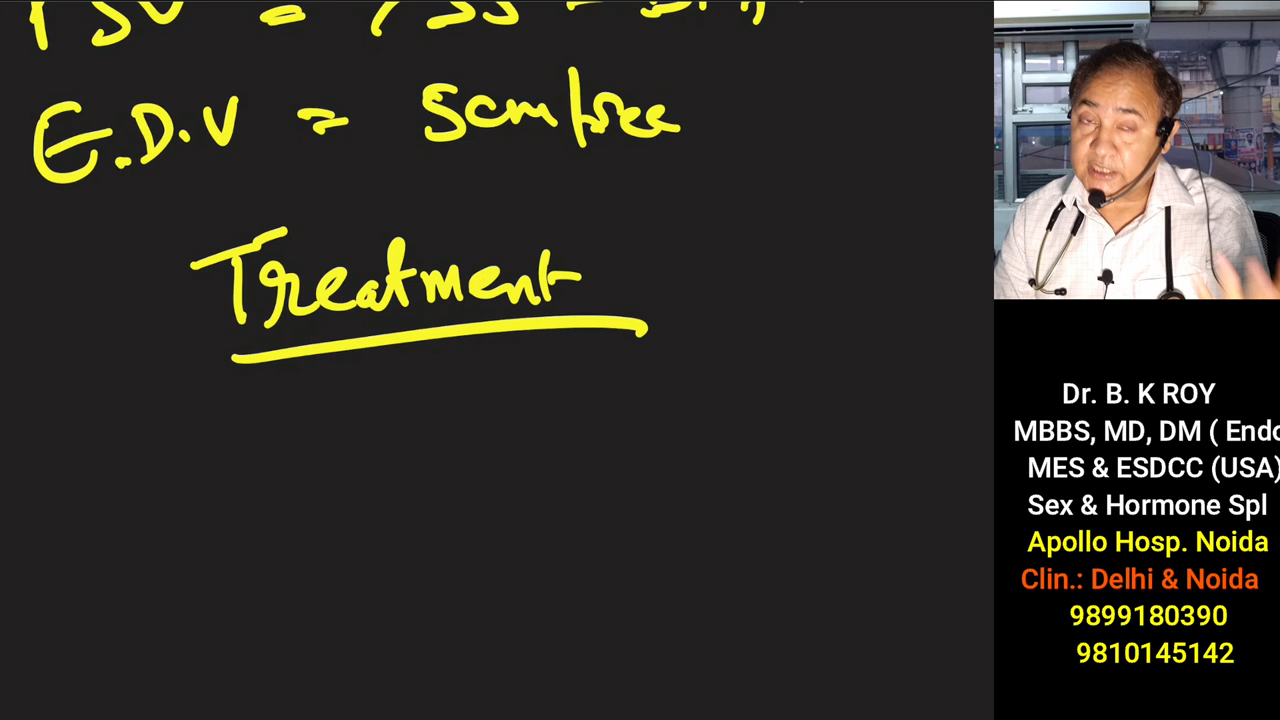 PSV =
E.D.V = 5cm/sec
Treatment
Dr. B. K ROY
MBBS, MD, DM ( Endo
MES & ESDCC (USA)
Sex & Hormone Spl
Apollo Hosp. Noida
Clin.: Delhi & Noida
9899180390
9810145142